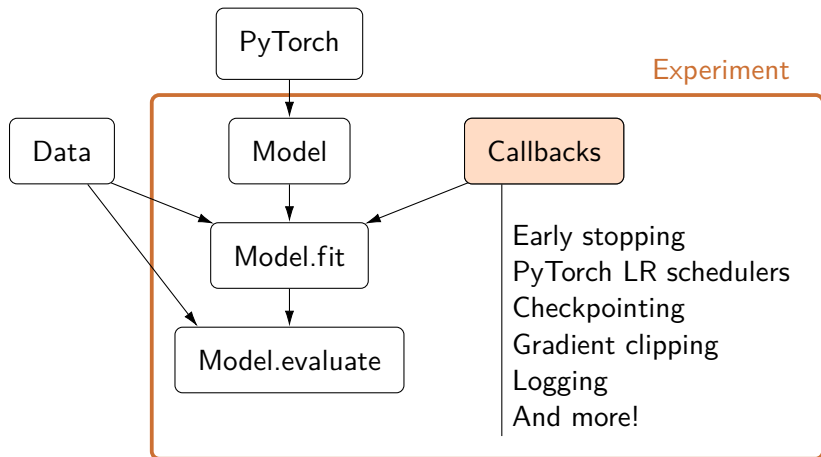 PyTorch
Experiment
Data
Model
Callbacks
Model.fit
Model.evaluate
Early stopping
PyTorch LR schedulers
Checkpointing
Gradient clipping
Logging
And more!